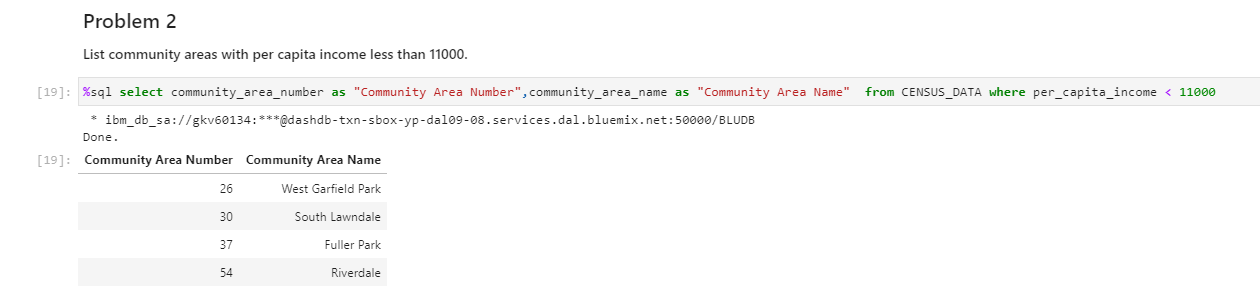 Problem 2
List community areas with per capita income less than 11000.
[19]: %sql select community_area_number as "Community Area Number",community_area_name as "Community Area Name"  from CENSUS_DATA where per_capita_income < 11000
* ibm_db_sa://gkv60134:***@dashdb-txn-sbox-yp-dal09-08.services.dal.bluemix.net:50000/BLUDB
Done.
[19]: Community Area Number Community Area Name
26 West Garfield Park
30 South Lawndale
37 Fuller Park
54 Riverdale